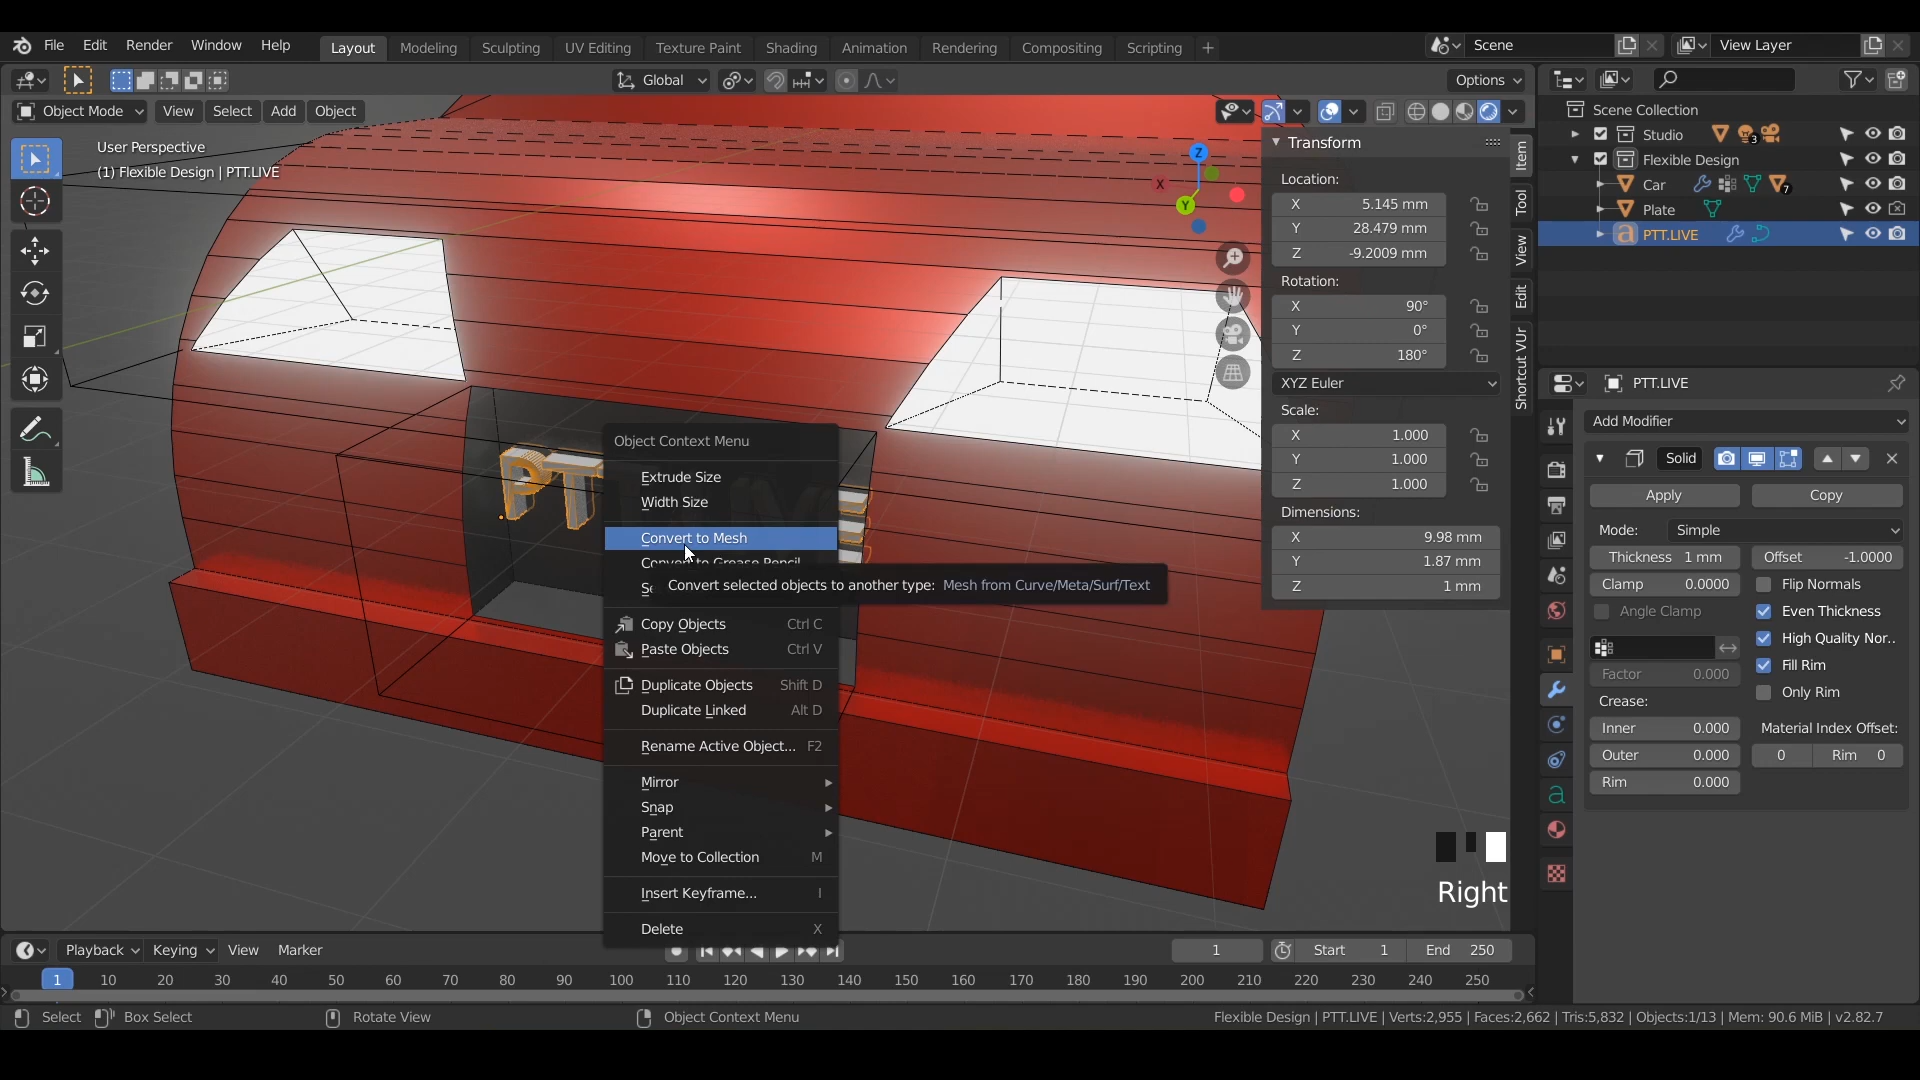 File Edit Render Window Help Layout Modeling Sculpting UV Editing Texture Paint Shading Animation Rendering Compositing Scripting + Scene View Layer
Global Options
Object Mode View Select Add Object
User Perspective
(1) Flexible Design | PTT.LIVE
Z
X
Y
Transform
Location:
X 5.145 mm
Y 28.479 mm
Z -9.2009 mm
Rotation:
X 90°
Y 0°
Z 180°
XYZ Euler
Scale:
X 1.000
Y 1.000
Z 1.000
Dimensions:
X 9.98 mm
Y 1.87 mm
Z 1 mm
Item
Tool
View
Edit
Shortcut VUr
Scene Collection
Studio 3
Flexible Design
Car 7
Plate
PTT.LIVE
PTT.LIVE
Add Modifier
Solid
Apply Copy
Mode: Simple
Thickness 1 mm Offset -1.0000
Clamp 0.0000 Flip Normals
Angle Clamp Even Thickness
High Quality Nor..
Fill Rim
Factor 0.000 Only Rim
Crease:
Inner 0.000 Material Index Offset:
Outer 0.000 0 Rim 0
Rim 0.000
PT
Object Context Menu
Extrude Size
Width Size
Convert to Mesh
Convert to Grease Pencil
Se
Convert selected objects to another type: Mesh from Curve/Meta/Surf/Text
Copy Objects Ctrl C
Paste Objects Ctrl V
Duplicate Objects Shift D
Duplicate Linked Alt D
Rename Active Object... F2
Mirror
Snap
Parent
Move to Collection M
Insert Keyframe... I
Delete X
Right
Playback Keying View Marker 1 Start 1 End 250
1 10 20 30 40 50 60 70 80 90 100 110 120 130 140 150 160 170 180 190 200 210 220 230 240 250
Select Box Select Rotate View Object Context Menu Flexible Design | PTT.LIVE | Verts:2,955 | Faces:2,662 | Tris:5,832 | Objects:1/13 | Mem: 90.6 MiB | v2.82.7